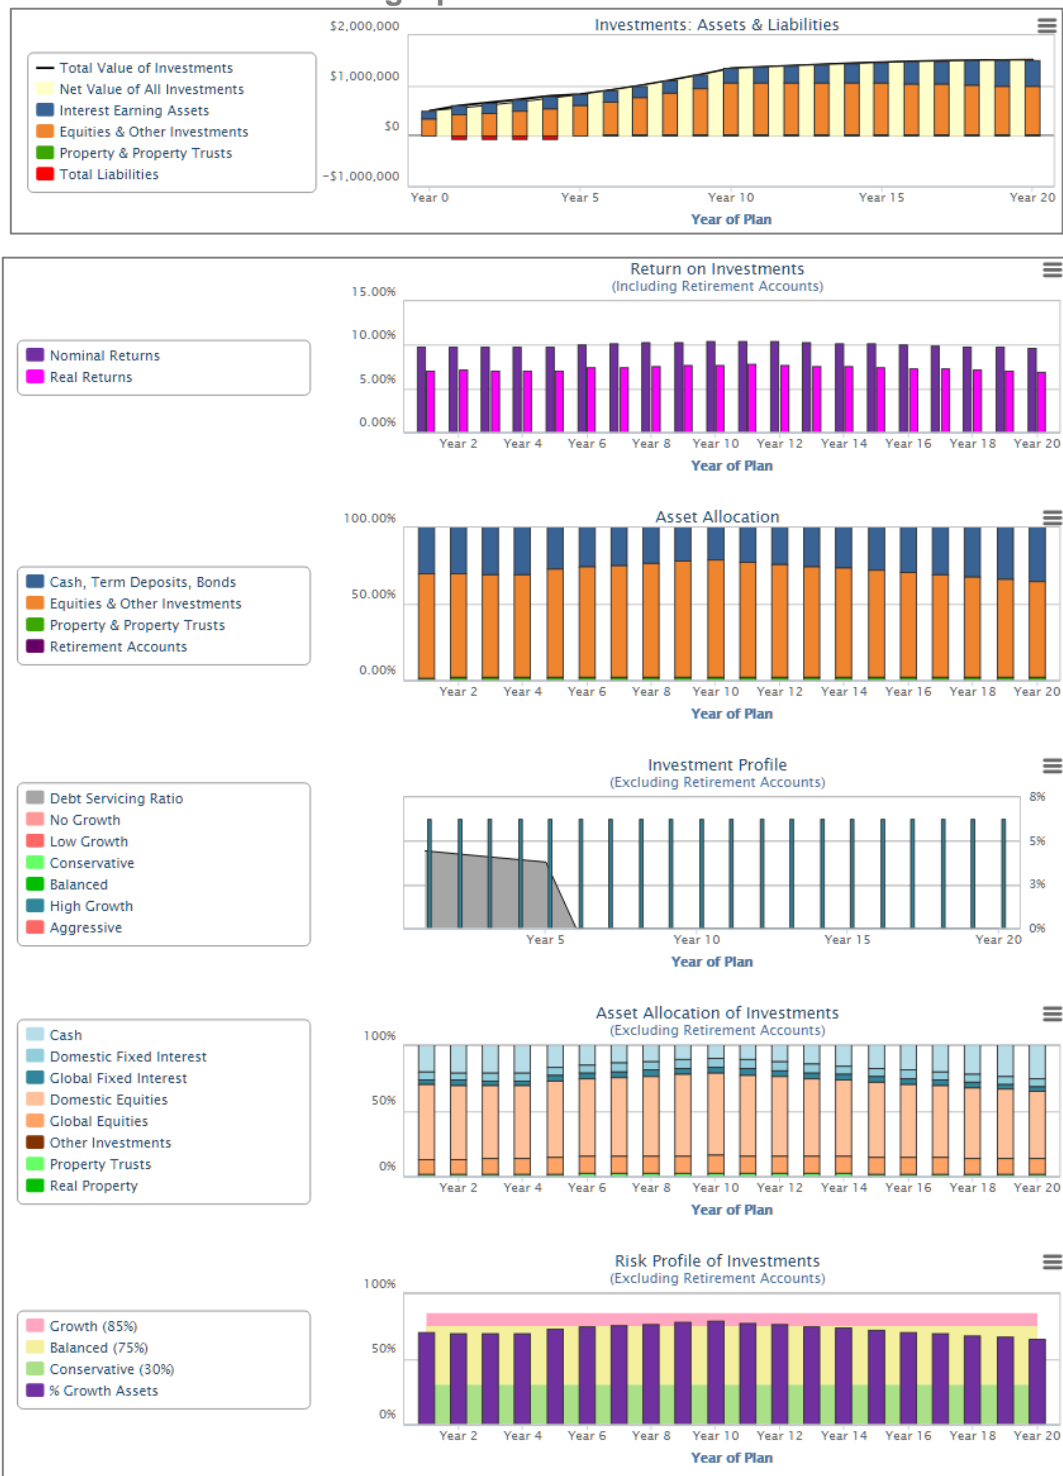 Investments: Assets & Liabilities
Total Value of Investments
Net Value of All Investments
Interest Earning Assets
Equities & Other Investments
Property & Property Trusts
Total Liabilities
$2,000,000
$1,000,000
$0
-$1,000,000
Year 0 Year 5 Year 10 Year 15 Year 20
Year of Plan
Return on Investments
(Including Retirement Accounts)
Nominal Returns
Real Returns
15.00%
10.00%
5.00%
0.00%
Year 2 Year 4 Year 6 Year 8 Year 10 Year 12 Year 14 Year 16 Year 18 Year 20
Year of Plan
Asset Allocation
Cash, Term Deposits, Bonds
Equities & Other Investments
Property & Property Trusts
Retirement Accounts
100.00%
50.00%
0.00%
Year 2 Year 4 Year 6 Year 8 Year 10 Year 12 Year 14 Year 16 Year 18 Year 20
Year of Plan
Investment Profile
(Excluding Retirement Accounts)
Debt Servicing Ratio
No Growth
Low Growth
Conservative
Balanced
High Growth
Aggressive
8%
5%
3%
0%
Year 5 Year 10 Year 15 Year 20
Year of Plan
Asset Allocation of Investments
(Excluding Retirement Accounts)
Cash
Domestic Fixed Interest
Global Fixed Interest
Domestic Equities
Global Equities
Other Investments
Property Trusts
Real Property
100%
50%
0%
Year 2 Year 4 Year 6 Year 8 Year 10 Year 12 Year 14 Year 16 Year 18 Year 20
Year of Plan
Risk Profile of Investments
(Excluding Retirement Accounts)
Growth (85%)
Balanced (75%)
Conservative (30%)
% Growth Assets
100%
50%
0%
Year 2 Year 4 Year 6 Year 8 Year 10 Year 12 Year 14 Year 16 Year 18 Year 20
Year of Plan